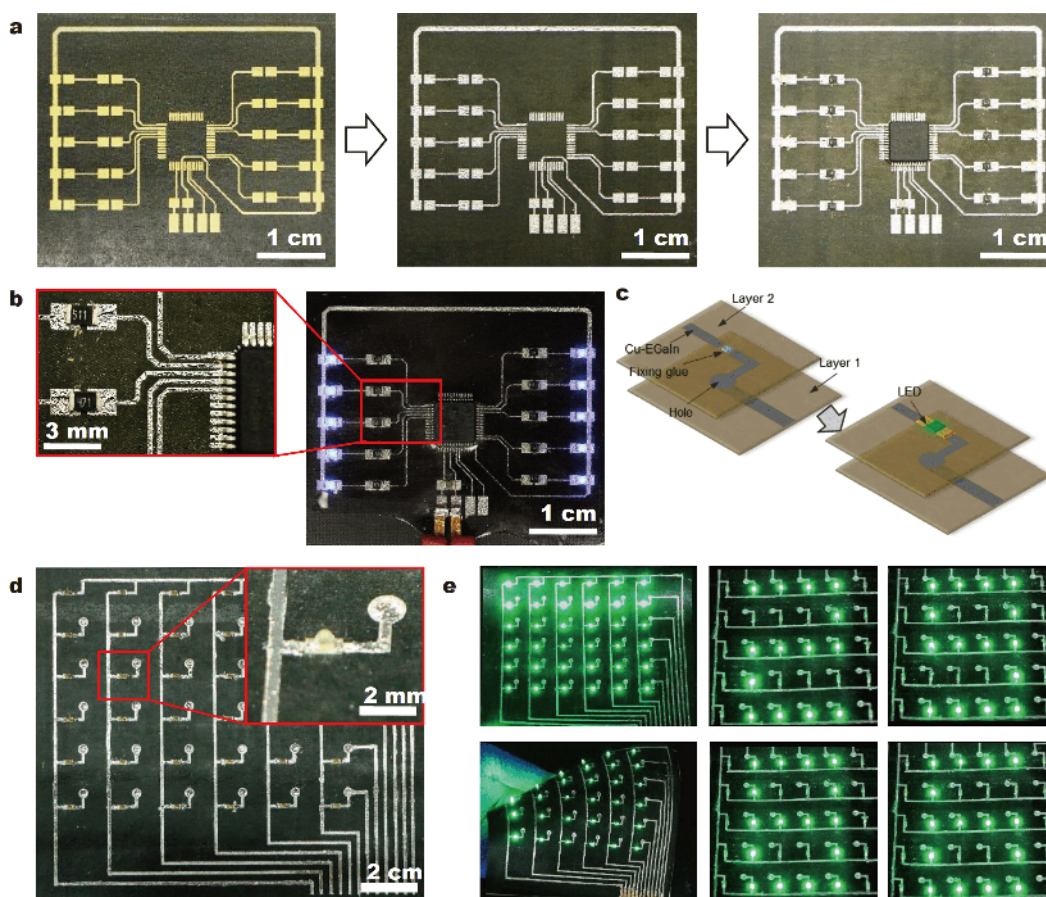 a
1 cm
1 cm
1 cm
b
511
3 mm
1 cm
c
Layer 2
Cu-EGaIn
Layer 1
Fixing glue
Hole
LED
d
2 mm
2 cm
e